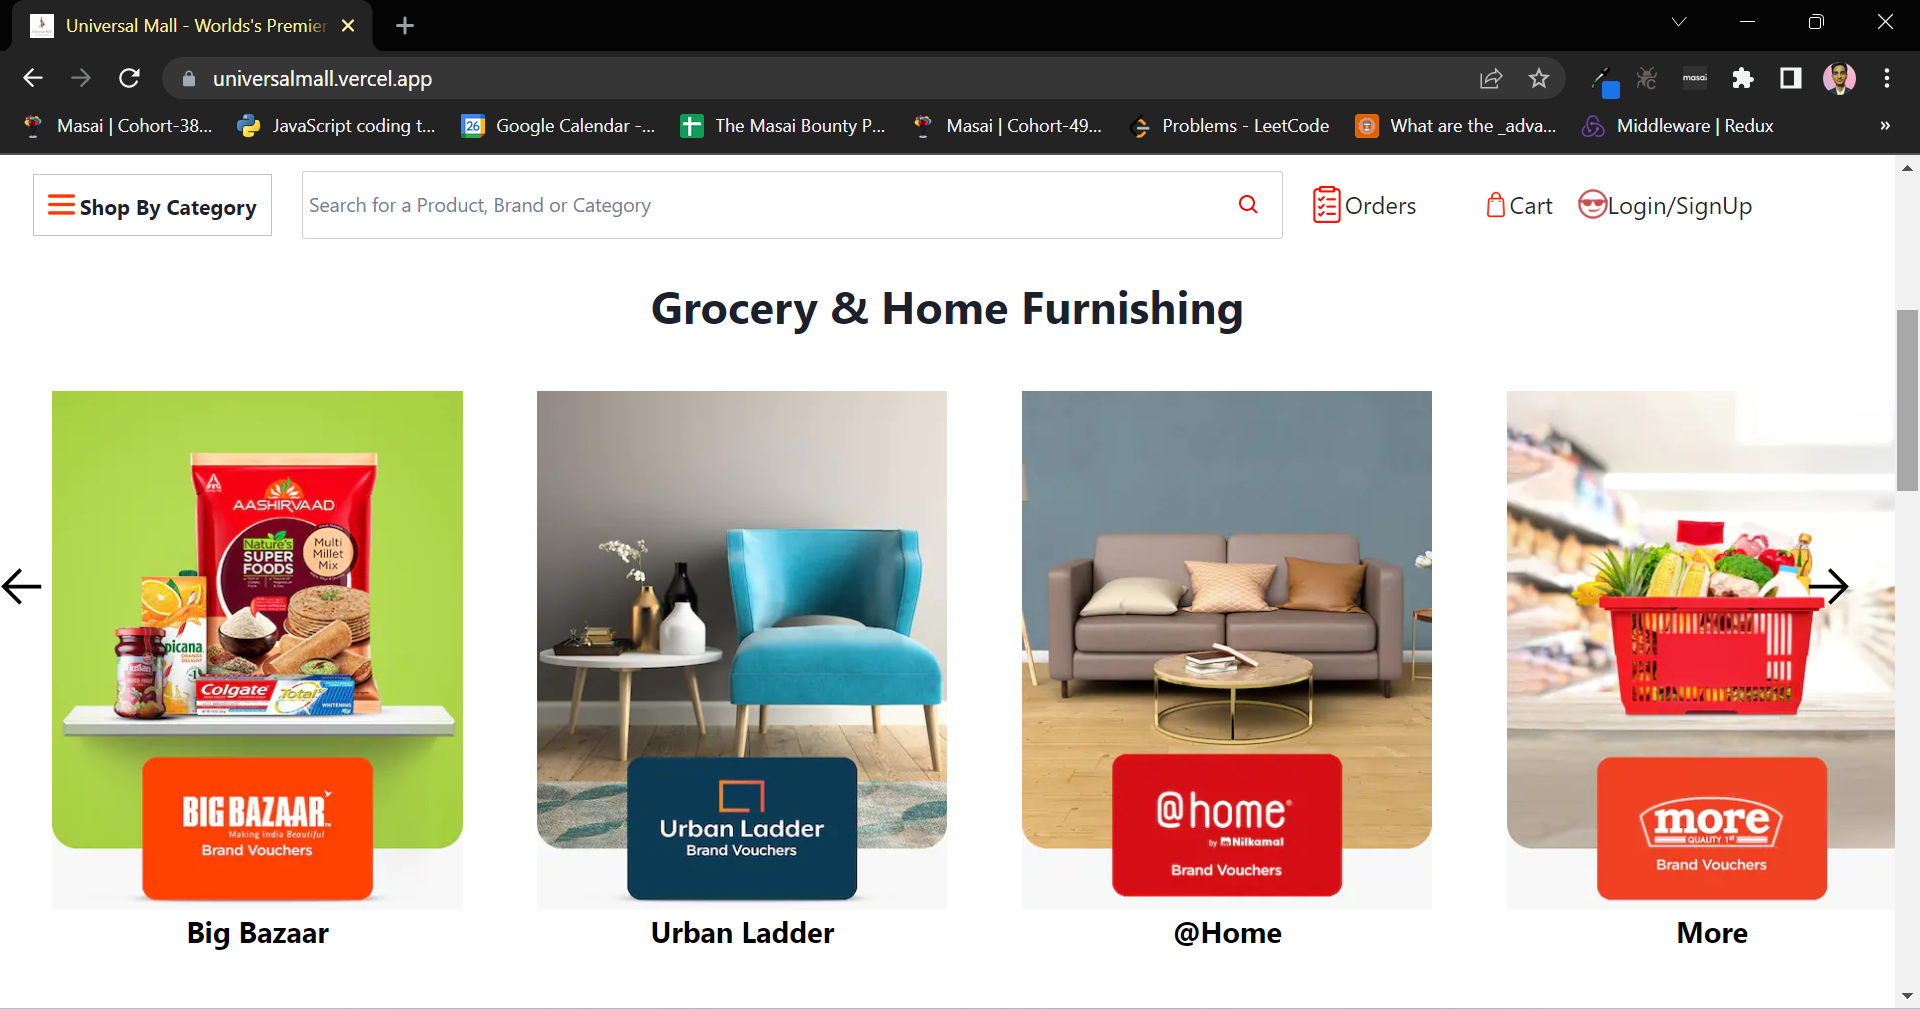 Universal Mall - Worlds's Premier
universalmall.vercel.app
masai
Masai | Cohort-38...
JavaScript coding t...
26
Google Calendar -...
The Masai Bounty P...
Masai | Cohort-49...
Problems - LeetCode
What are the _adva...
Middleware | Redux
»
Shop By Category
Search for a Product, Brand or Category
Orders
Cart
Login/SignUp
Grocery & Home Furnishing
AASHIRVAAD
Nature's
SUPER
FOODS
Multi
Millet
Mix
picana
ORANGE
DELIGHT
Colgate Total
WHITENING
BIG BAZAAR
Making India Beautiful
Brand Vouchers
Urban Ladder
Brand Vouchers
@home
by Nilkamal
Brand Vouchers
more
QUALITY 1st
Brand Vouchers
Big Bazaar
Urban Ladder
@Home
More